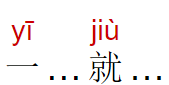 yī jiù
一 … 就 …